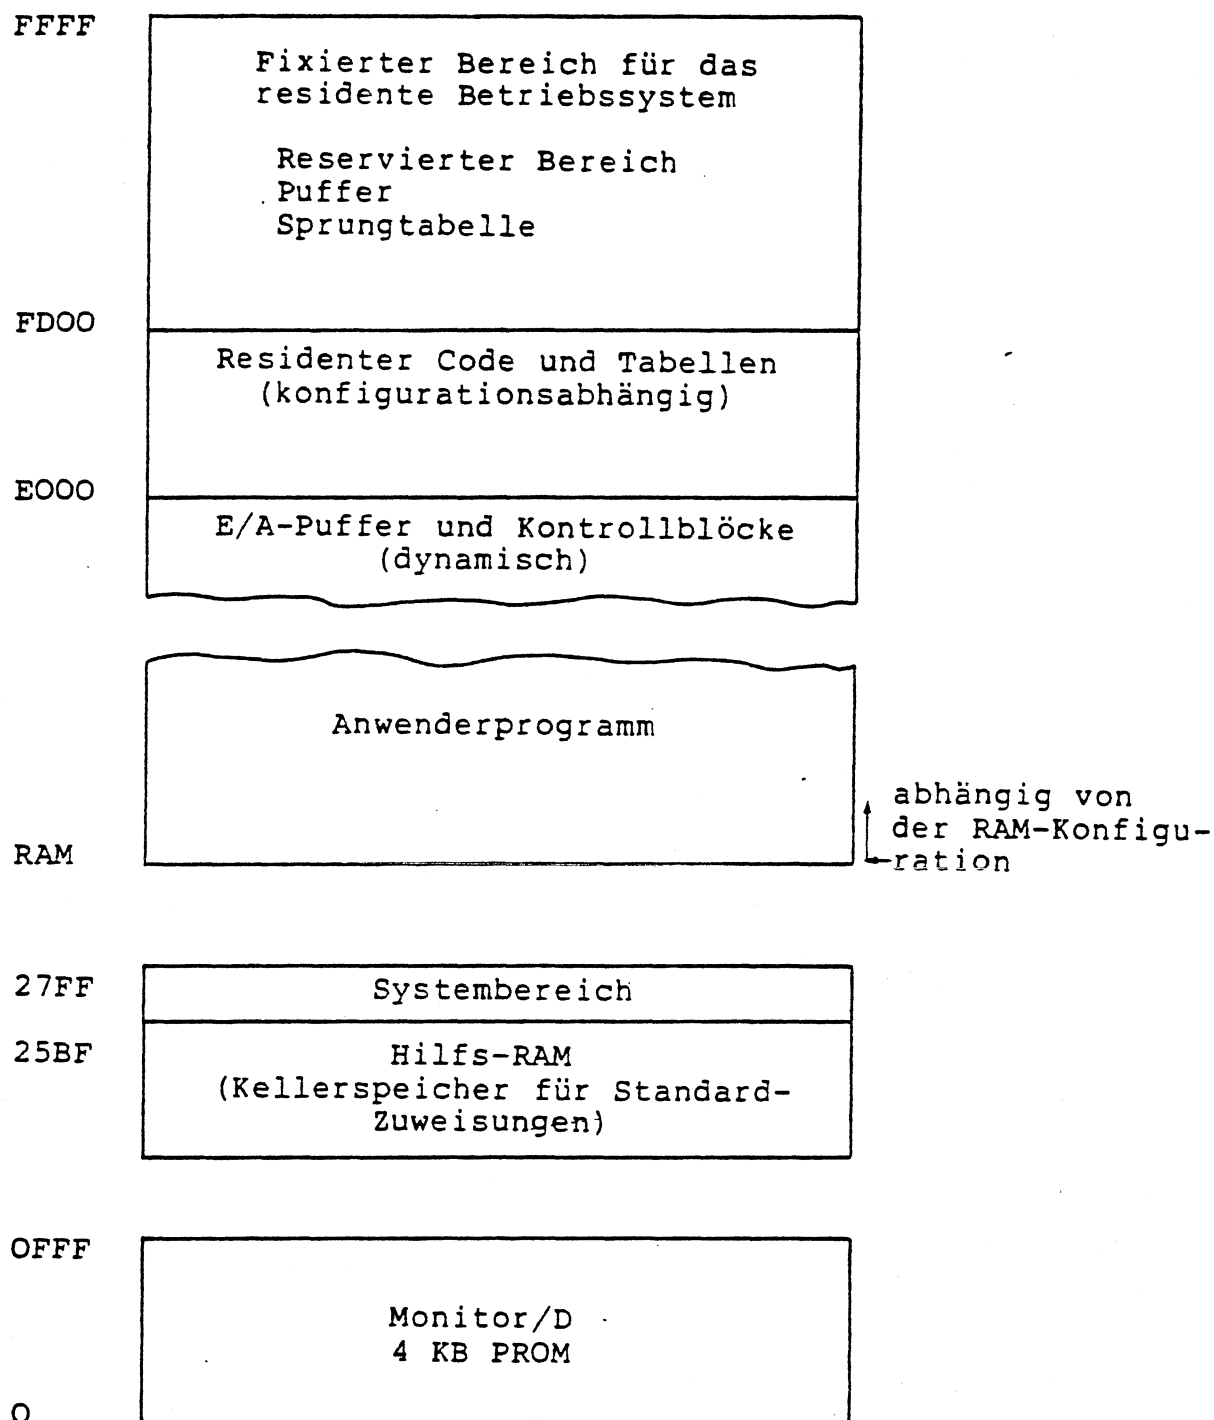 FFFF
Fixierter Bereich für das
residente Betriebssystem
Reservierter Bereich
Puffer
Sprungtabelle
FD00
Residenter Code und Tabellen
(konfigurationsabhängig)
E000
E/A-Puffer und Kontrollblöcke
(dynamisch)
Anwenderprogramm
abhängig von
der RAM-Konfigu-
ration
RAM
27FF
Systembereich
25BF
Hilfs-RAM
(Kellerspeicher für Standard-
Zuweisungen)
0FFF
Monitor/D
4 KB PROM
0